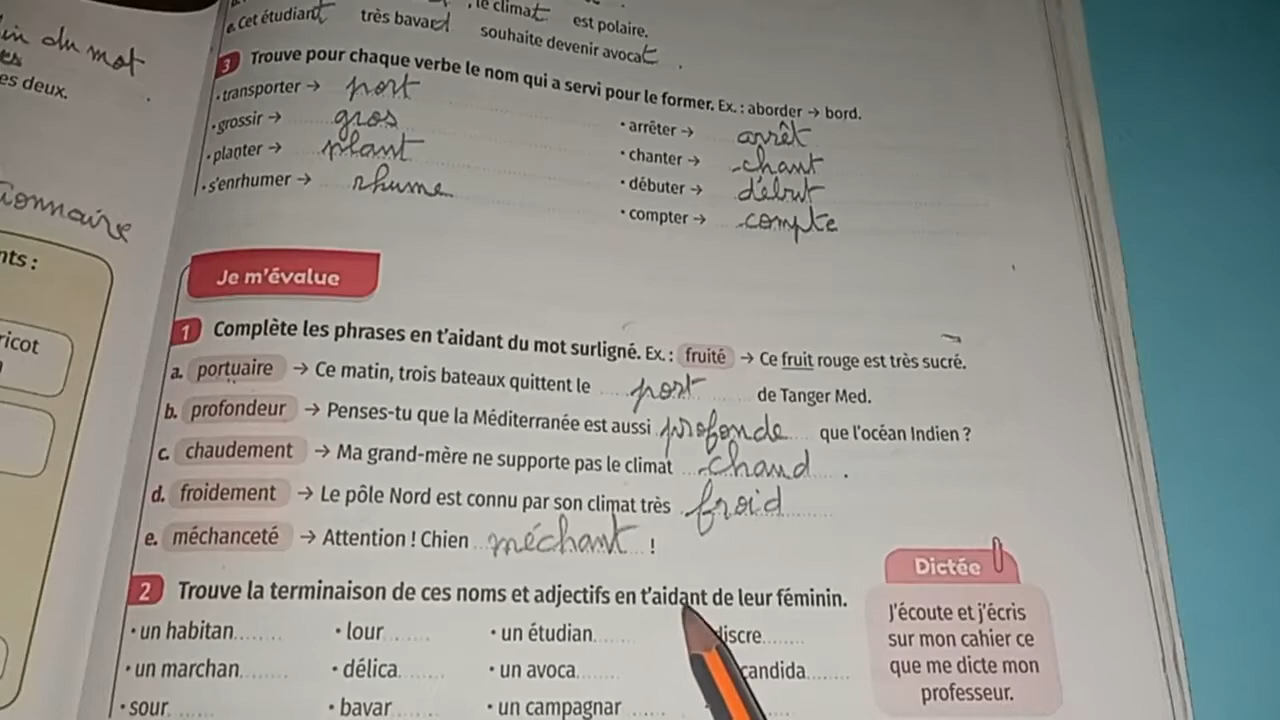 in du mot
es
es deux.
ionnaire
nts :
ricot
, le climat est polaire.
e. Cet étudiant très bavard souhaite devenir avocat .
3 Trouve pour chaque verbe le nom qui a servi pour le former. Ex. : aborder → bord.
• transporter → port
• grossir → gros
• planter → plant
• s'enrhumer → rhume
• arrêter → arrêt
• chanter → chant
• débuter → début
• compter → compte
Je m'évalue
1 Complète les phrases en t'aidant du mot surligné. Ex. : fruité → Ce fruit rouge est très sucré.
a. portuaire → Ce matin, trois bateaux quittent le port de Tanger Med.
b. profondeur → Penses-tu que la Méditerranée est aussi profonde que l'océan Indien ?
c. chaudement → Ma grand-mère ne supporte pas le climat chaud .
d. froidement → Le pôle Nord est connu par son climat très froid
e. méchanceté → Attention ! Chien méchant !
2 Trouve la terminaison de ces noms et adjectifs en t'aidant de leur féminin.
• un habitan........ • lour........ • un étudian........ discre........
• un marchan........ • délica........ • un avoca........ candida........
• sour........ • bavar........ • un campagnar........
Dictée
J'écoute et j'écris
sur mon cahier ce
que me dicte mon
professeur.